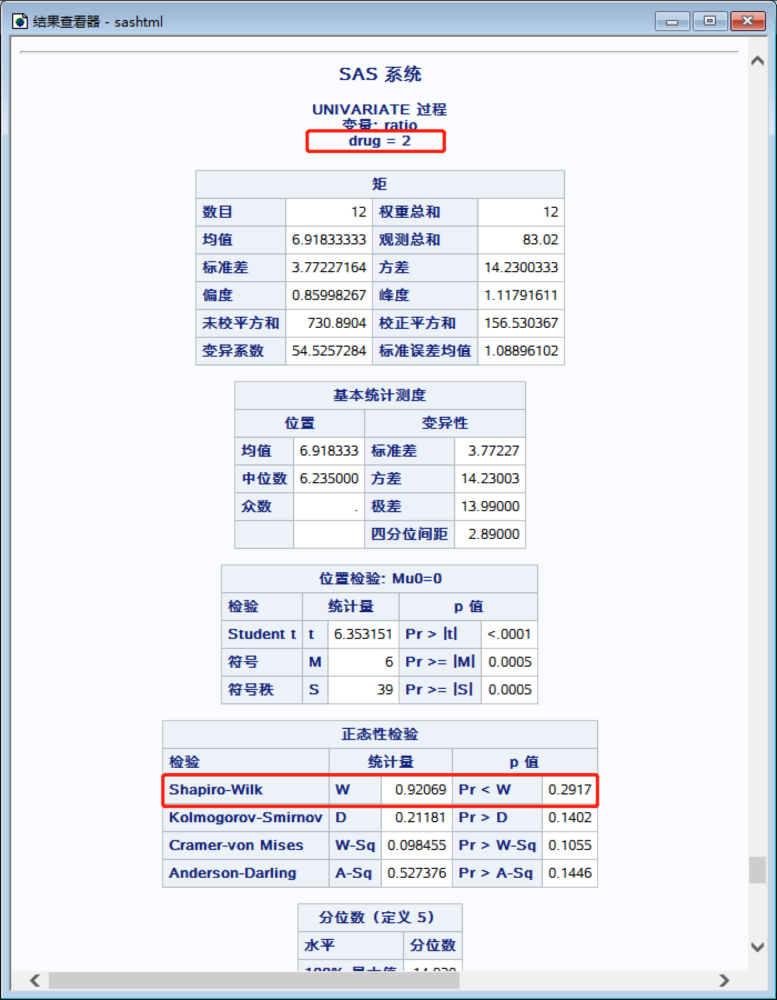 结果查看器 - sashtml
SAS 系统
UNIVARIATE 过程
变量: ratio
drug = 2
矩
数目 12 权重总和 12
均值 6.91833333 观测总和 83.02
标准差 3.77227164 方差 14.2300333
偏度 0.85998267 峰度 1.11791611
未校平方和 730.8904 校正平方和 156.530367
变异系数 54.5257284 标准误差均值 1.08896102
基本统计测度
位置 变异性
均值 6.918333 标准差 3.77227
中位数 6.235000 方差 14.23003
众数 . 极差 13.99000
四分位间距 2.89000
位置检验: Mu0=0
检验 统计量 p 值
Student t t 6.353151 Pr > |t| <.0001
符号 M 6 Pr >= |M| 0.0005
符号秩 S 39 Pr >= |S| 0.0005
正态性检验
检验 统计量 p 值
Shapiro-Wilk W 0.92069 Pr < W 0.2917
Kolmogorov-Smirnov D 0.21181 Pr > D 0.1402
Cramer-von Mises W-Sq 0.098455 Pr > W-Sq 0.1055
Anderson-Darling A-Sq 0.527376 Pr > A-Sq 0.1446
分位数（定义 5）
水平 分位数
100% 最大值